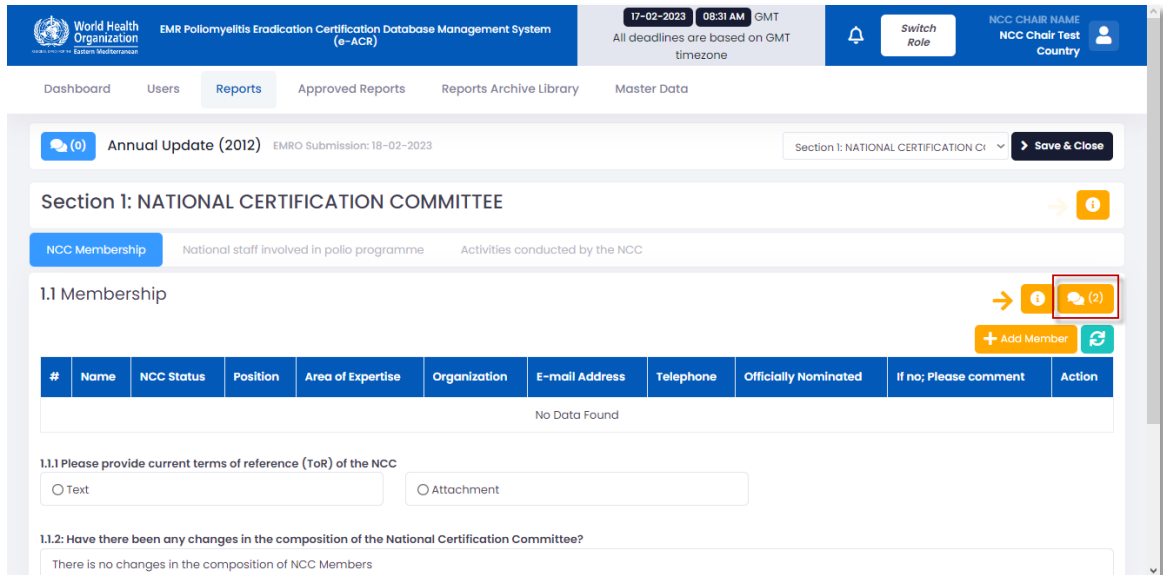 World Health
Organization
Eastern Mediterranean
EMR Poliomyelitis Eradication Certification Database Management System
(e-ACR)
17-02-2023 08:31 AM GMT
All deadlines are based on GMT
timezone
Switch
Role
NCC CHAIR NAME
NCC Chair Test
Country
Dashboard Users Reports Approved Reports Reports Archive Library Master Data
(0) Annual Update (2012) EMRO Submission: 18-02-2023
Section 1: NATIONAL CERTIFICATION C
Save & Close
Section 1: NATIONAL CERTIFICATION COMMITTEE
NCC Membership National staff involved in polio programme Activities conducted by the NCC
1.1 Membership
(2)
Add Member
# Name NCC Status Position Area of Expertise Organization E-mail Address Telephone Officially Nominated If no; Please comment Action
No Data Found
1.1.1 Please provide current terms of reference (ToR) of the NCC
Text Attachment
1.1.2: Have there been any changes in the composition of the National Certification Committee?
There is no changes in the composition of NCC Members